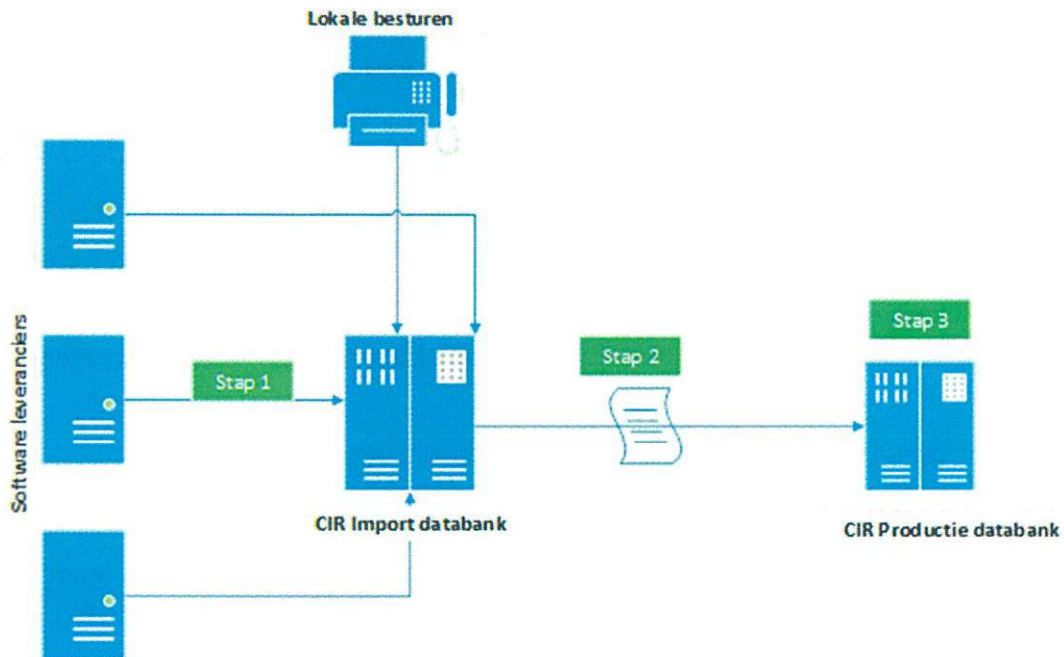 Lokale besturen
Software leveranciers
Stap 1
CIR Import databank
Stap 2
Stap 3
CIR Productie databank